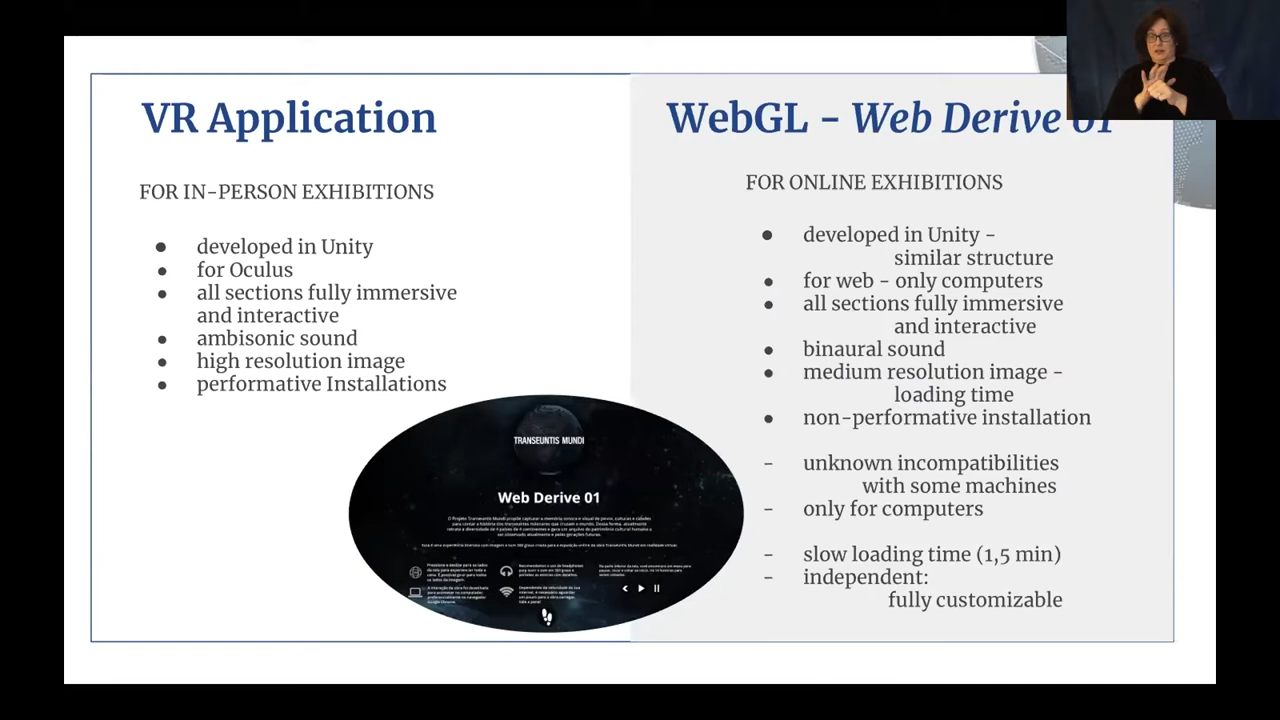 VR Application
FOR IN-PERSON EXHIBITIONS
● developed in Unity
● for Oculus
● all sections fully immersive
and interactive
● ambisonic sound
● high resolution image
● performative Installations
WebGL - Web Derive 01
FOR ONLINE EXHIBITIONS
● developed in Unity -
similar structure
● for web - only computers
● all sections fully immersive
and interactive
● binaural sound
● medium resolution image -
loading time
● non-performative installation
- unknown incompatibilities
with some machines
- only for computers
- slow loading time (1,5 min)
- independent:
fully customizable
TRANSEUNTIS MUNDI
Web Derive 01